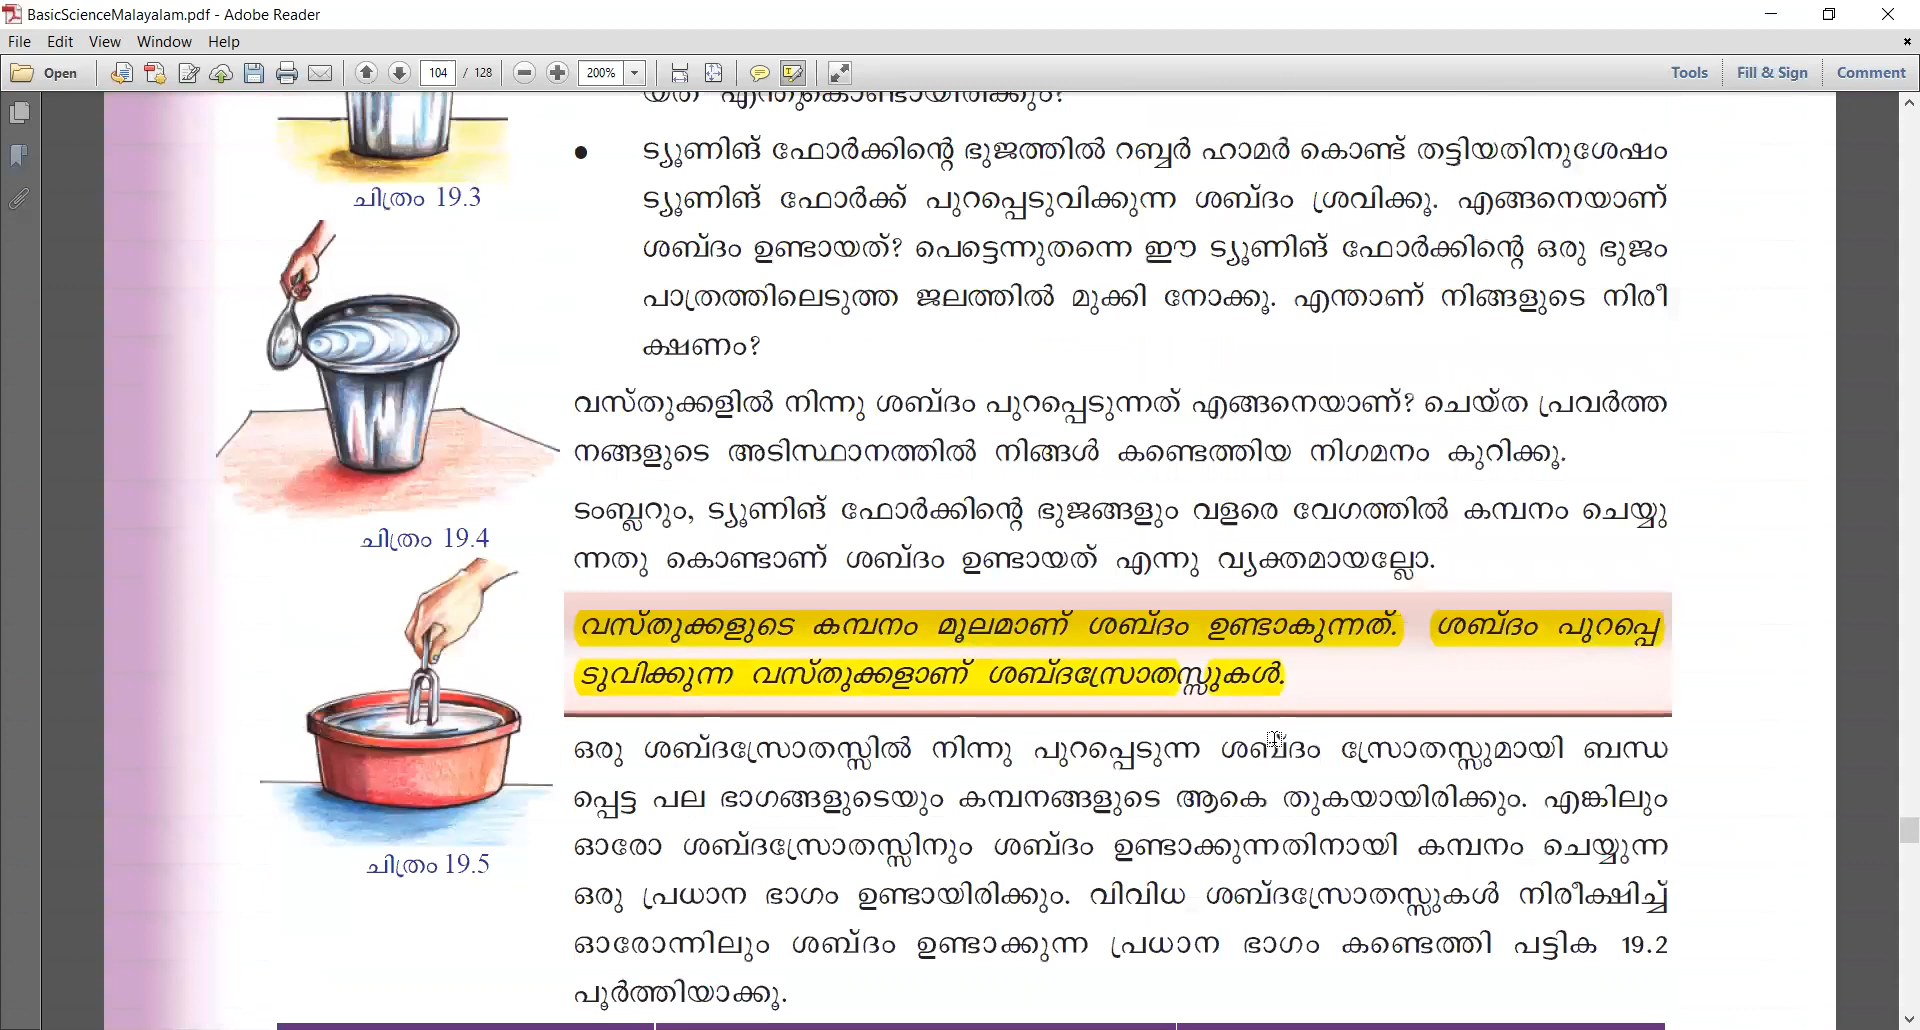 BasicScienceMalayalam.pdf - Adobe Reader
File Edit View Window Help
Open 104 / 128 200% Tools Fill & Sign Comment
യത് എന്തുകൊണ്ടായിരിക്കും?
● ട്യൂണിങ് ഫോർക്കിന്റെ ഭുജത്തിൽ റബ്ബർ ഹാമർ കൊണ്ട് തട്ടിയതിനുശേഷം
ട്യൂണിങ് ഫോർക്ക് പുറപ്പെടുവിക്കുന്ന ശബ്ദം ശ്രവിക്കൂ. എങ്ങനെയാണ്
ശബ്ദം ഉണ്ടായത്? പെട്ടെന്നുതന്നെ ഈ ട്യൂണിങ് ഫോർക്കിന്റെ ഒരു ഭുജം
പാത്രത്തിലെടുത്ത ജലത്തിൽ മുക്കി നോക്കൂ. എന്താണ് നിങ്ങളുടെ നിരീ
ക്ഷണം?
വസ്തുക്കളിൽ നിന്നു ശബ്ദം പുറപ്പെടുന്നത് എങ്ങനെയാണ്? ചെയ്ത പ്രവർത്ത
നങ്ങളുടെ അടിസ്ഥാനത്തിൽ നിങ്ങൾ കണ്ടെത്തിയ നിഗമനം കുറിക്കൂ.
ടംബ്ലറും, ട്യൂണിങ് ഫോർക്കിന്റെ ഭുജങ്ങളും വളരെ വേഗത്തിൽ കമ്പനം ചെയ്യു
ന്നതു കൊണ്ടാണ് ശബ്ദം ഉണ്ടായത് എന്നു വ്യക്തമായല്ലോ.
വസ്തുക്കളുടെ കമ്പനം മൂലമാണ് ശബ്ദം ഉണ്ടാകുന്നത്. ശബ്ദം പുറപ്പെ
ടുവിക്കുന്ന വസ്തുക്കളാണ് ശബ്ദസ്രോതസ്സുകൾ.
ഒരു ശബ്ദസ്രോതസ്സിൽ നിന്നു പുറപ്പെടുന്ന ശബ്ദം സ്രോതസ്സുമായി ബന്ധ
പ്പെട്ട പല ഭാഗങ്ങളുടെയും കമ്പനങ്ങളുടെ ആകെ തുകയായിരിക്കും. എങ്കിലും
ഓരോ ശബ്ദസ്രോതസ്സിനും ശബ്ദം ഉണ്ടാക്കുന്നതിനായി കമ്പനം ചെയ്യുന്ന
ഒരു പ്രധാന ഭാഗം ഉണ്ടായിരിക്കും. വിവിധ ശബ്ദസ്രോതസ്സുകൾ നിരീക്ഷിച്ച്
ഓരോന്നിലും ശബ്ദം ഉണ്ടാക്കുന്ന പ്രധാന ഭാഗം കണ്ടെത്തി പട്ടിക 19.2
പൂർത്തിയാക്കൂ.
ചിത്രം 19.3
ചിത്രം 19.4
ചിത്രം 19.5